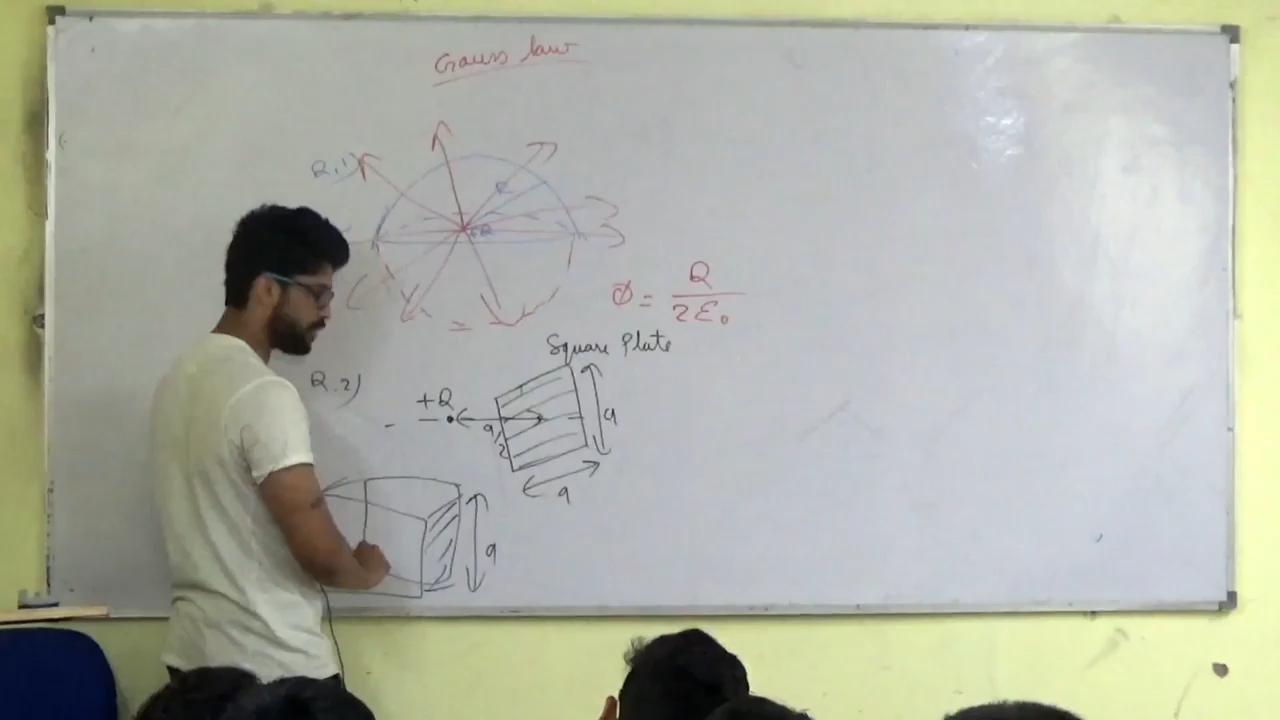 Gauss law
Q.1)
R
+Q
φ = Q / 2ε₀
Square Plate
Q.2)
+Q
a/2
a
a
a